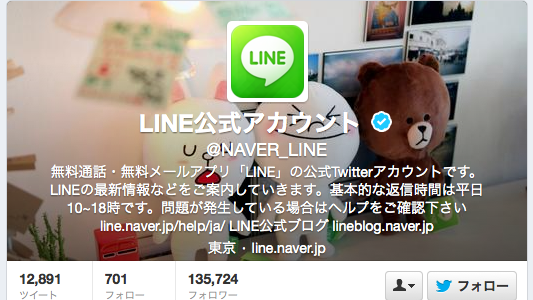 LINE
LINE公式アカウント
@NAVER_LINE
無料通話・無料メールアプリ「LINE」の公式Twitterアカウントです。
LINEの最新情報などをご案内していきます。基本的な返信時間は平日
10~18時です。問題が発生している場合はヘルプをご確認下さい
line.naver.jp/help/ja/ LINE公式ブログ lineblog.naver.jp
東京・line.naver.jp
12,891 701 135,724
ツイート フォロー フォロワー
フォロー